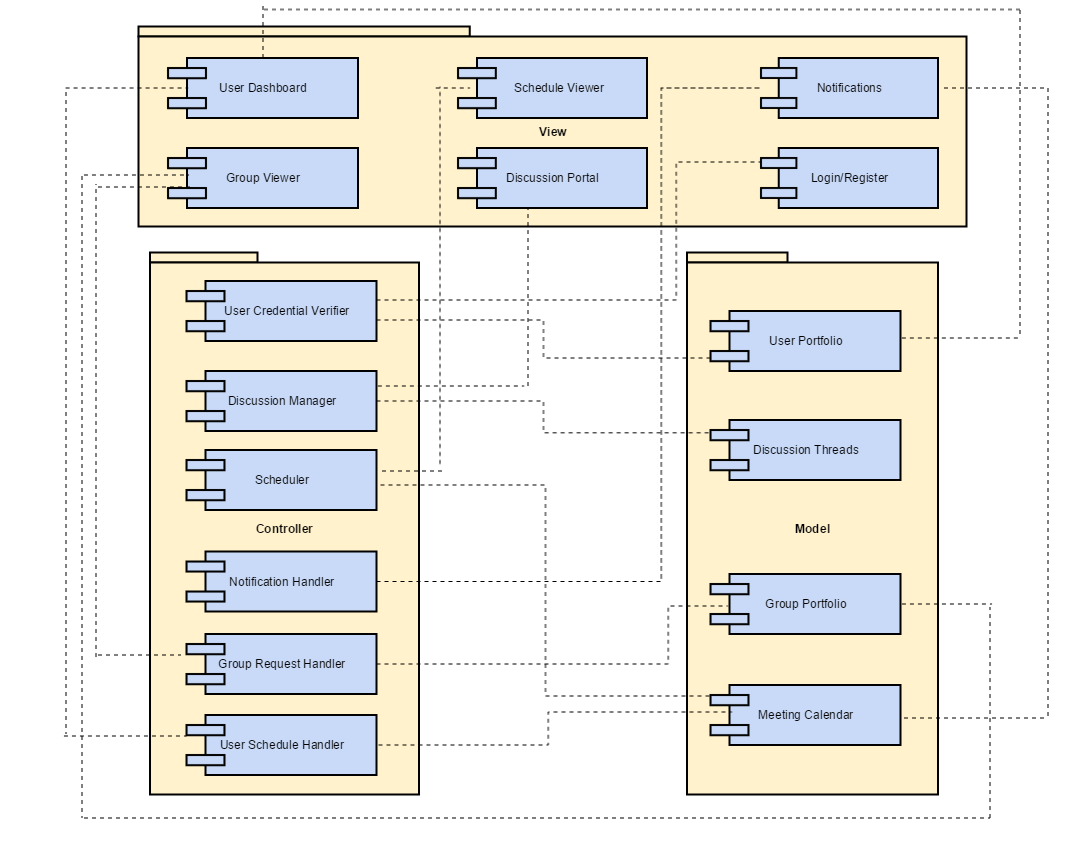 User Dashboard
Schedule Viewer
Notifications
View
Group Viewer
Discussion Portal
Login/Register
User Credential Verifier
Discussion Manager
Scheduler
Controller
Notification Handler
Group Request Handler
User Schedule Handler
User Portfolio
Discussion Threads
Model
Group Portfolio
Meeting Calendar